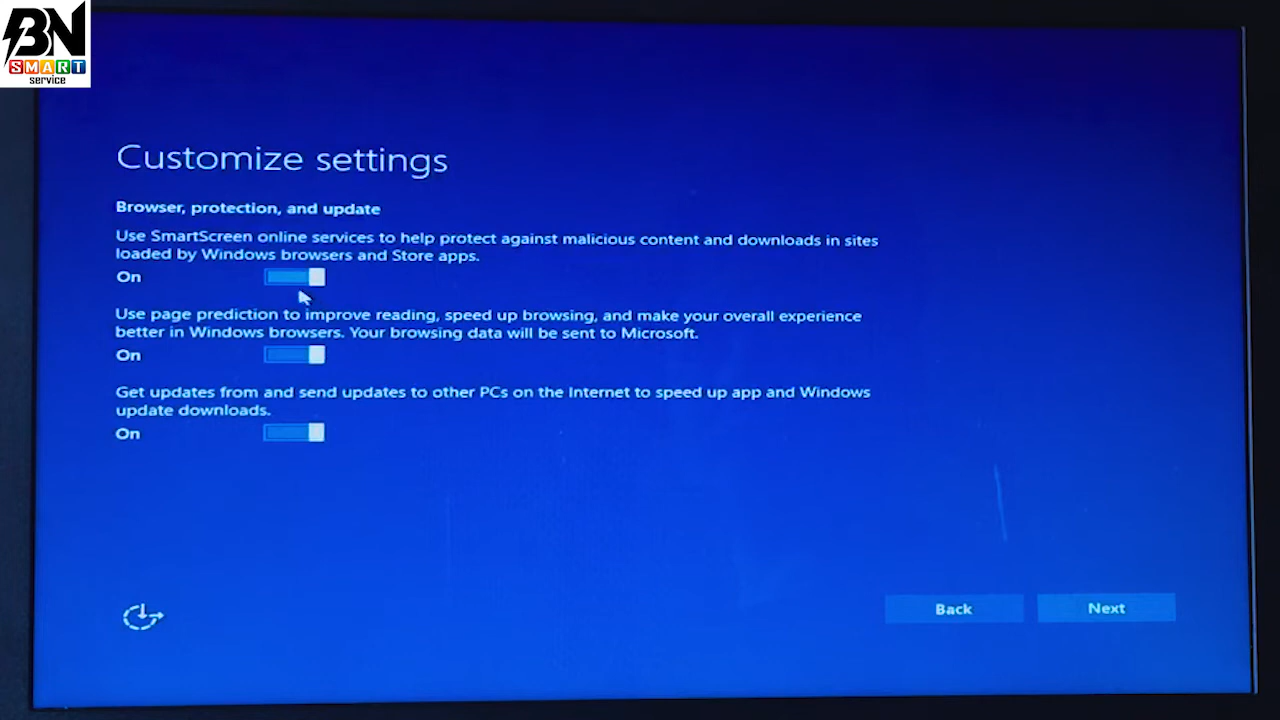 BN
SMART
service
Customize settings
Browser, protection, and update
Use SmartScreen online services to help protect against malicious content and downloads in sites
loaded by Windows browsers and Store apps.
On
Use page prediction to improve reading, speed up browsing, and make your overall experience
better in Windows browsers. Your browsing data will be sent to Microsoft.
On
Get updates from and send updates to other PCs on the Internet to speed up app and Windows
update downloads.
On
Back
Next